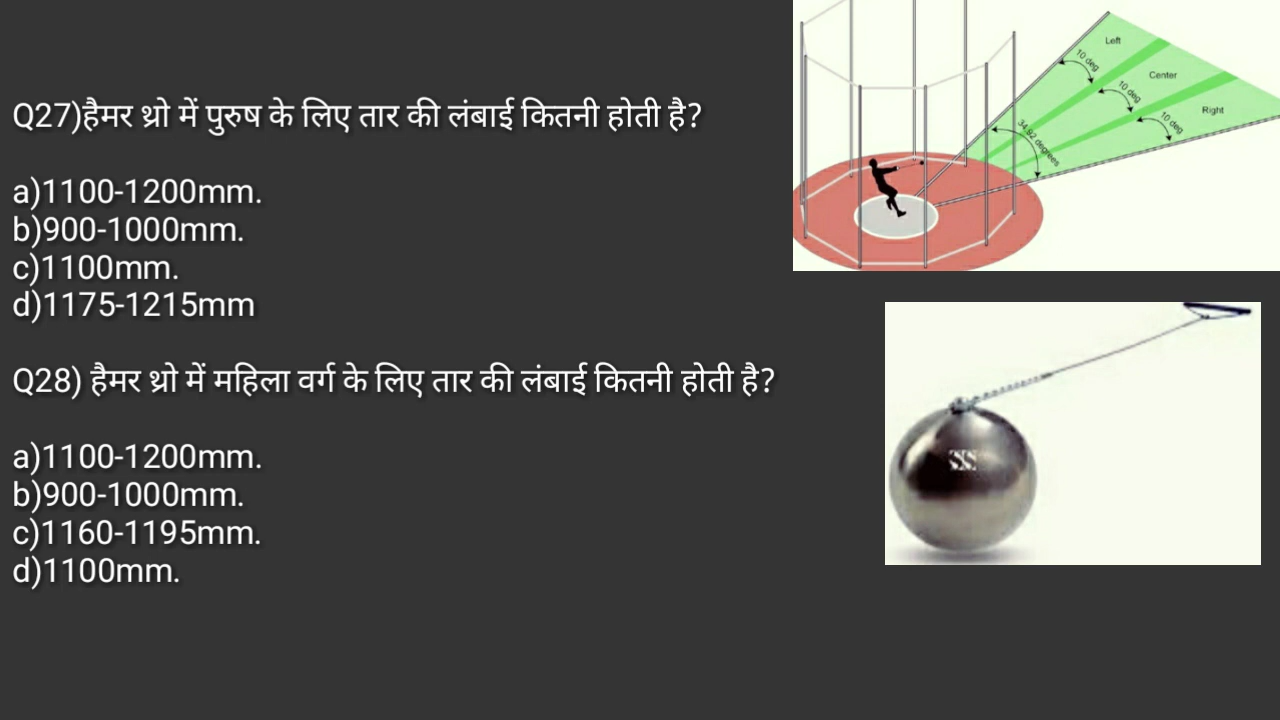 Q27)हैमर थ्रो में पुरुष के लिए तार की लंबाई कितनी होती है?
a)1100-1200mm.
b)900-1000mm.
c)1100mm.
d)1175-1215mm
Q28) हैमर थ्रो में महिला वर्ग के लिए तार की लंबाई कितनी होती है?
a)1100-1200mm.
b)900-1000mm.
c)1160-1195mm.
d)1100mm.
Left
10 deg
Center
10 deg
Right
10 deg
34.92 degrees